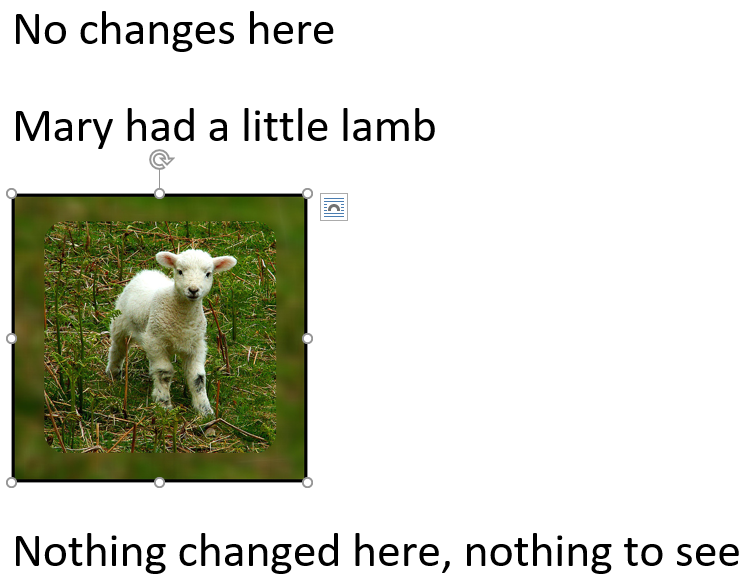 No changes here
Mary had a little lamb
Nothing changed here, nothing to see